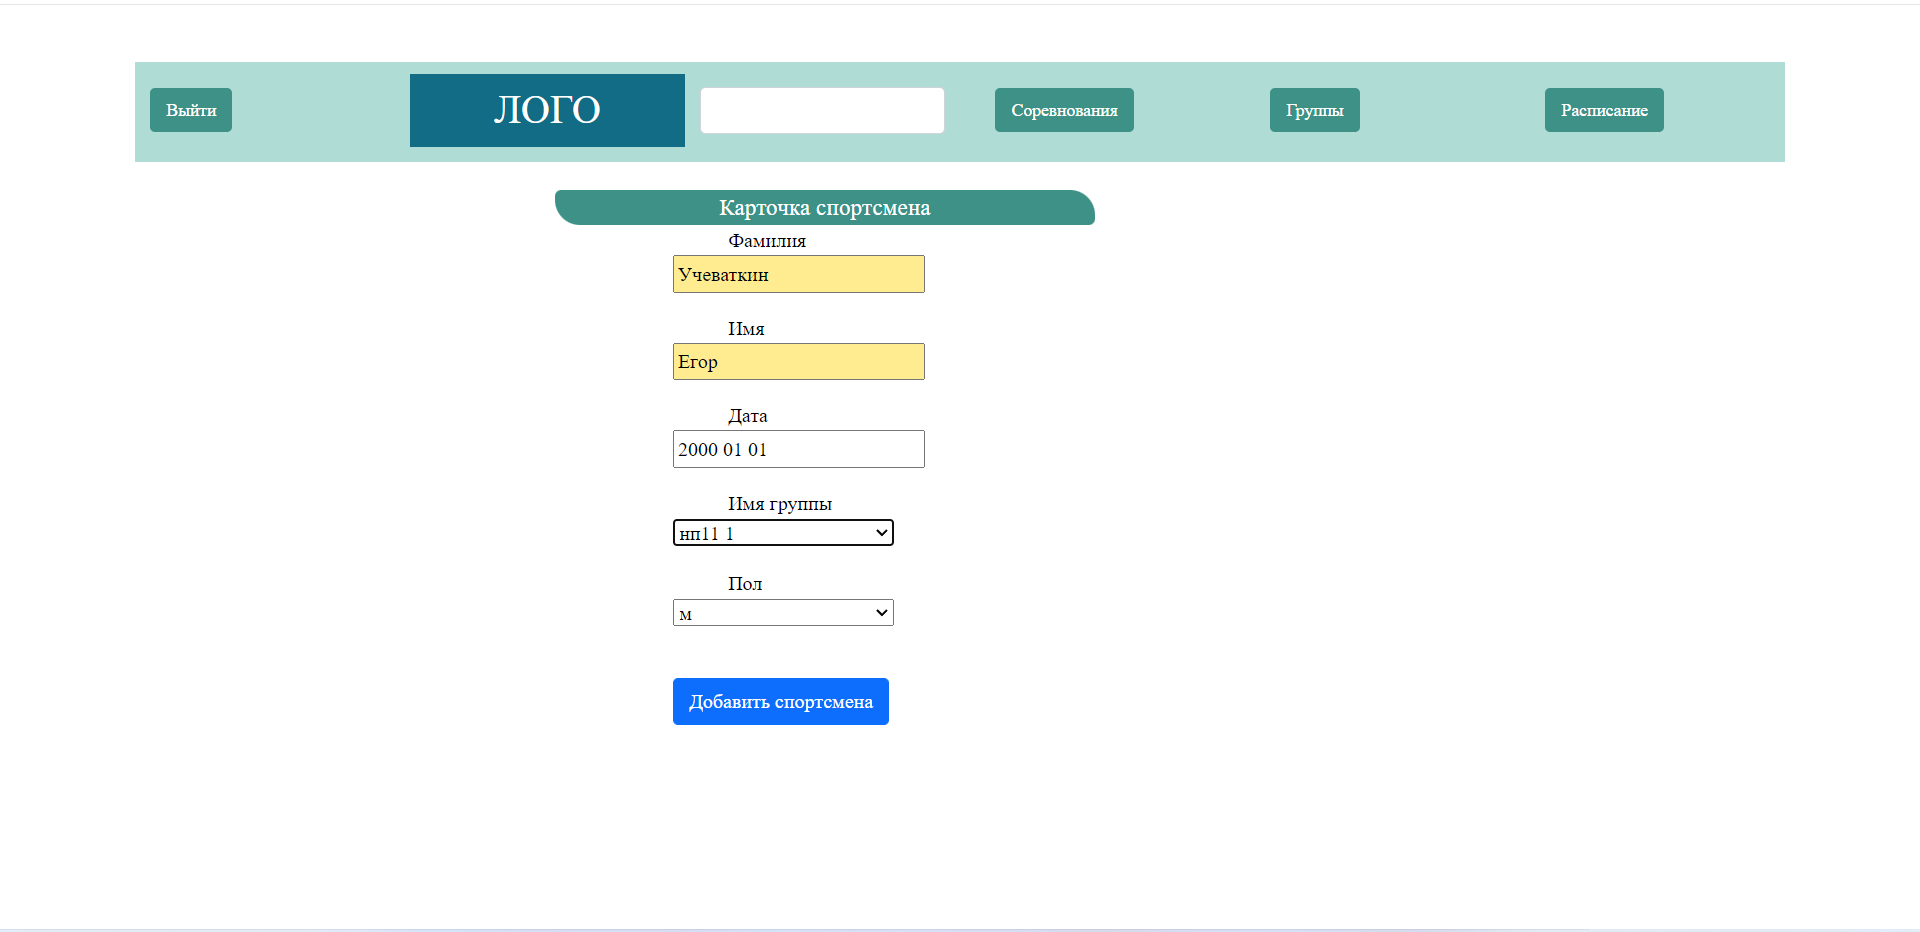 Выйти
ЛОГО
Соревнования
Группы
Расписание
Карточка спортсмена
Фамилия
Учеваткин
Имя
Егор
Дата
2000 01 01
Имя группы
нп11 1
Пол
м
Добавить спортсмена